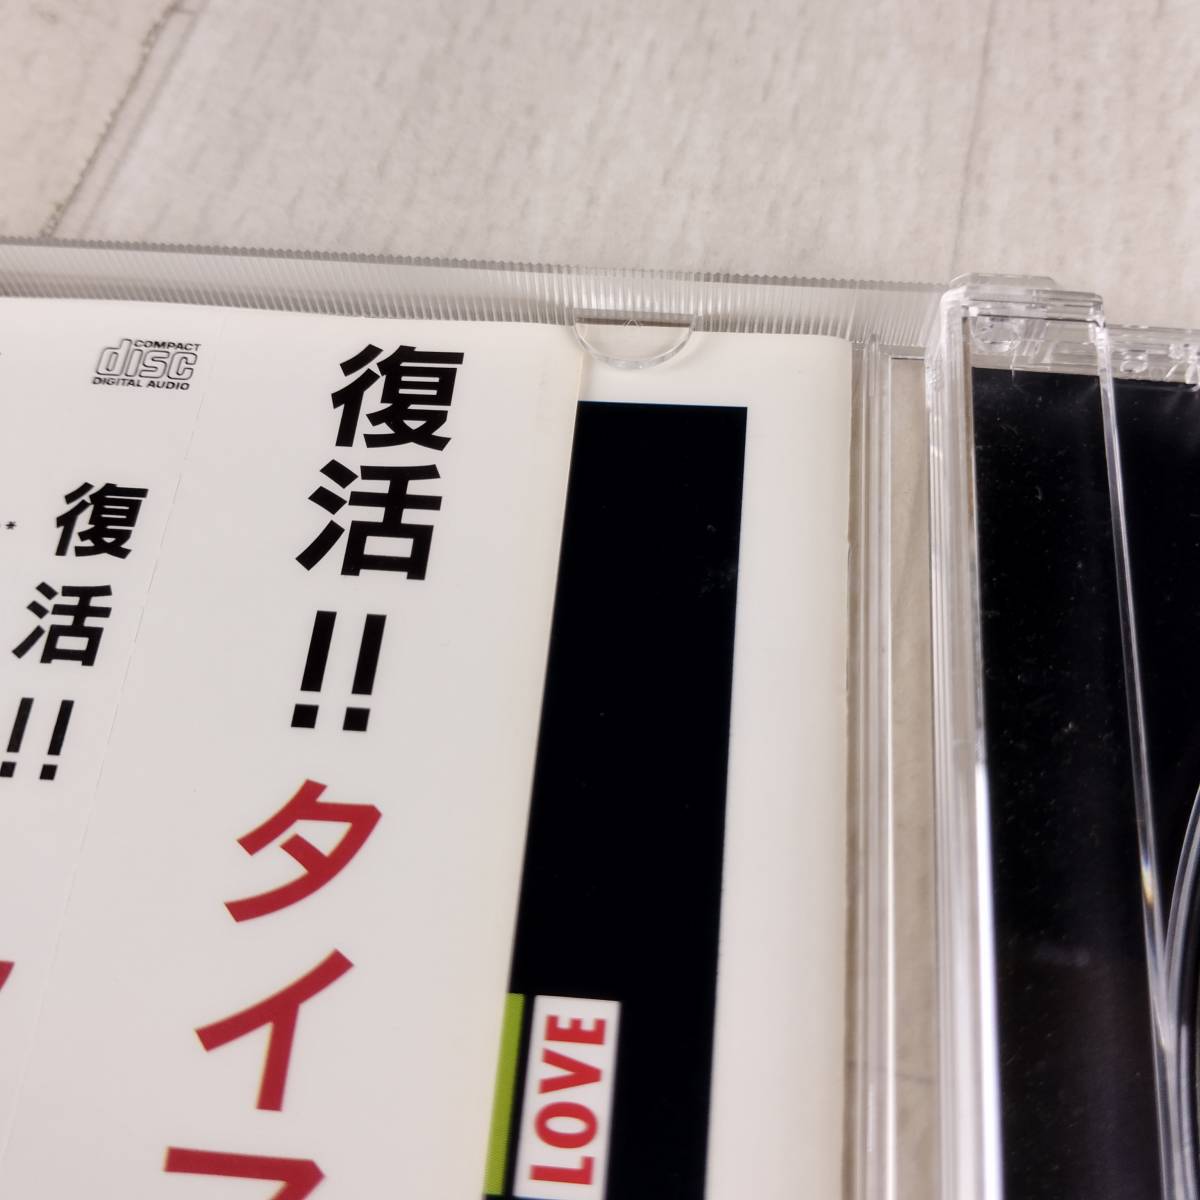 復活!!タイ
復活!!
COMPACT
disc
DIGITAL AUDIO
LOVE